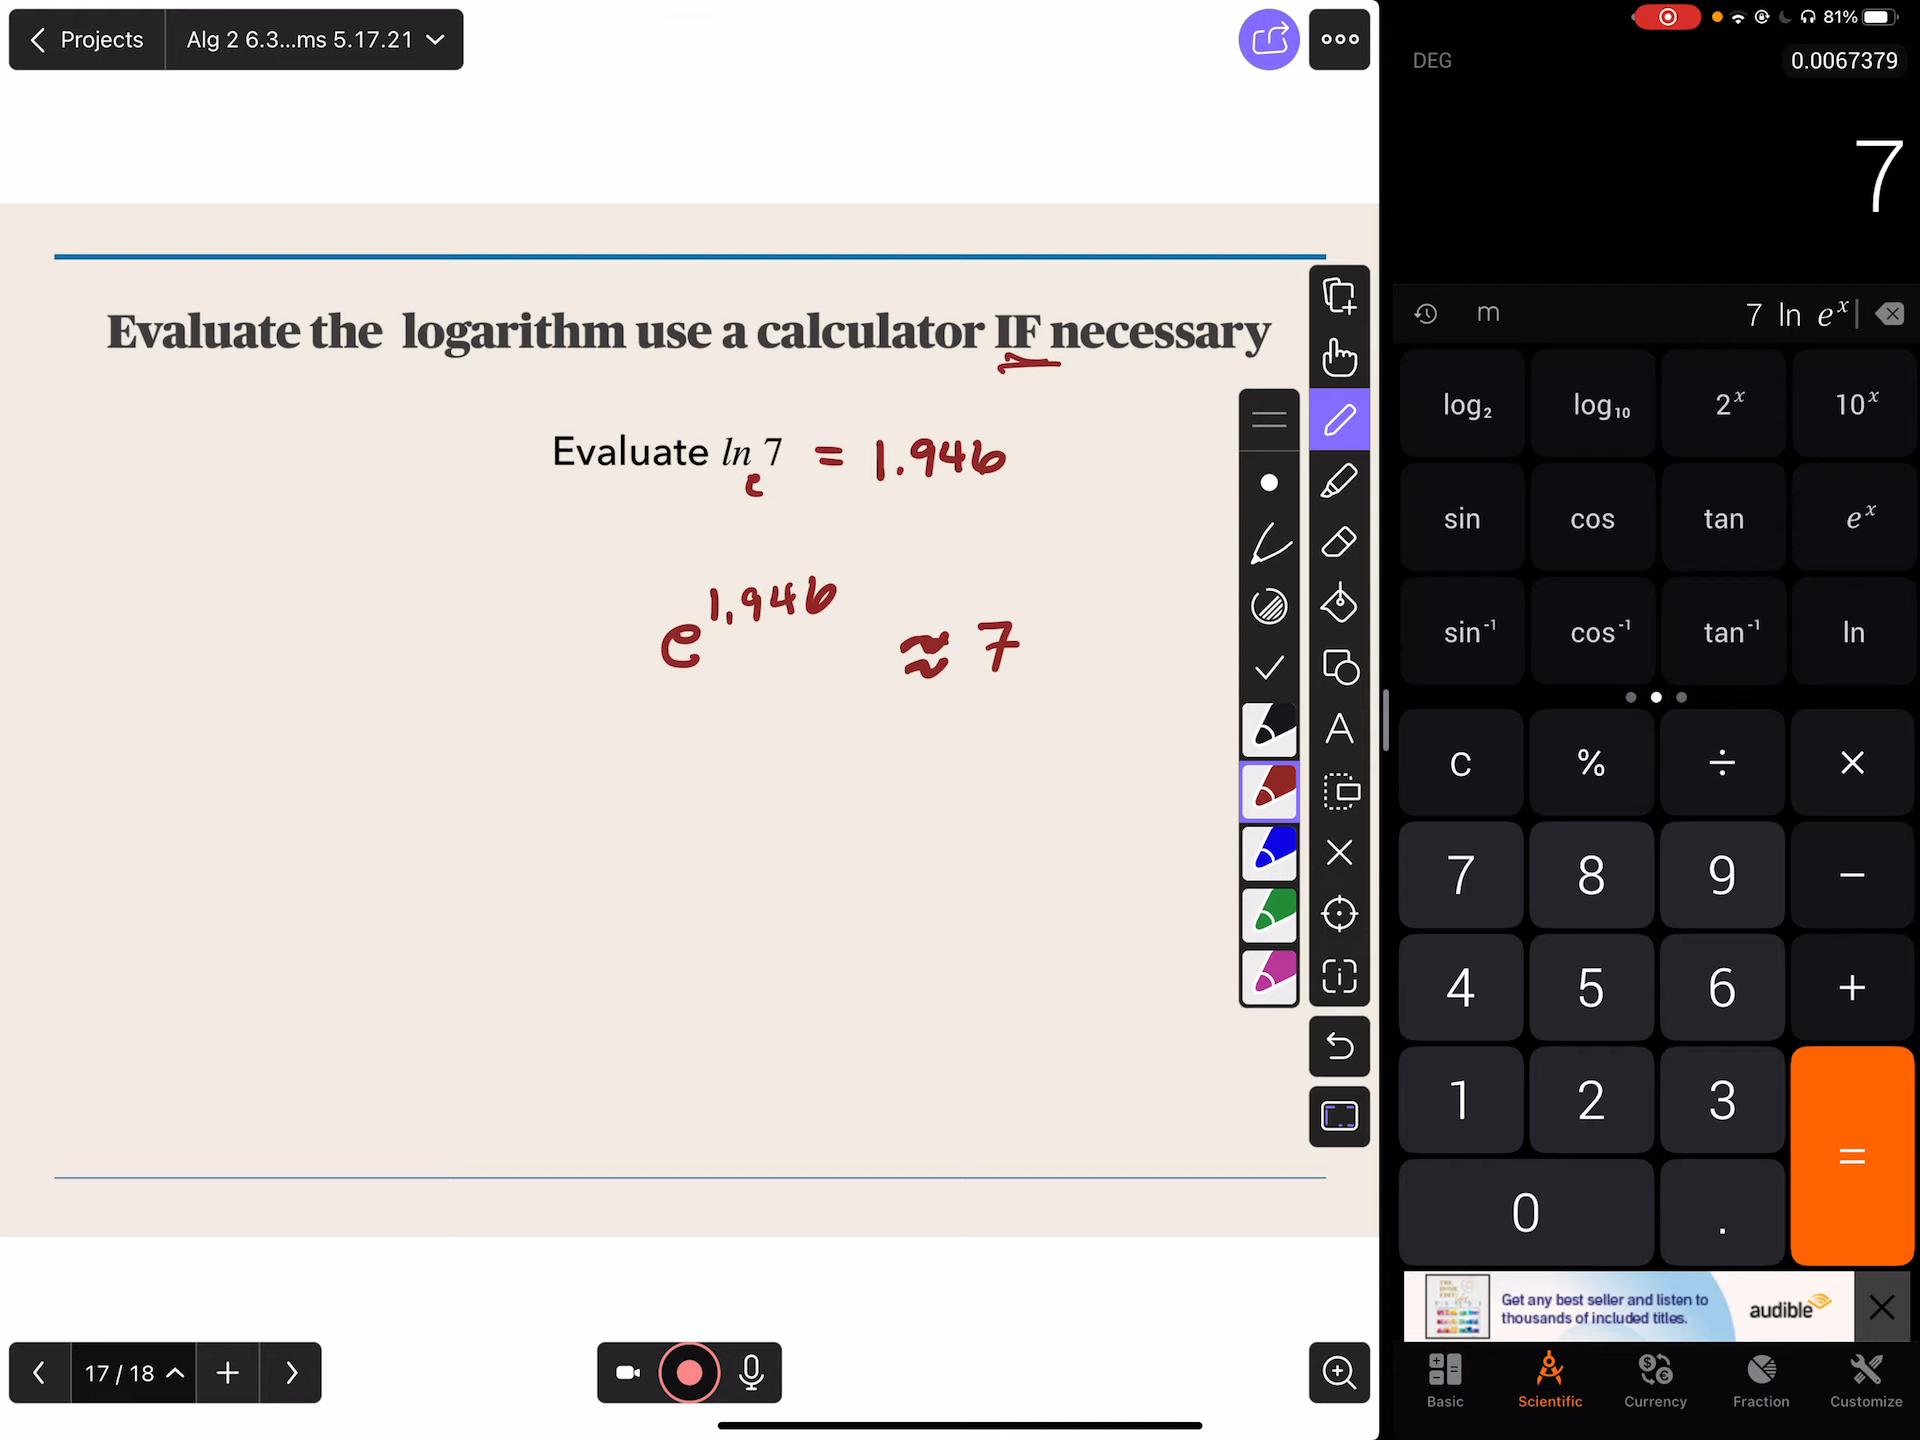 Projects
Alg 2 6.3...ms 5.17.21
Evaluate the logarithm use a calculator IF necessary
Evaluate ln 7 = 1.946
e
e^1.946 ≈ 7
A
17 / 18
81%
DEG
0.0067379
7
m
7 ln e^x
log₂ log₁₀ 2^x 10^x
sin cos tan e^x
sin⁻¹ cos⁻¹ tan⁻¹ ln
c % ÷ ×
7 8 9 −
4 5 6 +
1 2 3
0 . =
Get any best seller and listen to
thousands of included titles.
audible
Basic Scientific Currency Fraction Customize